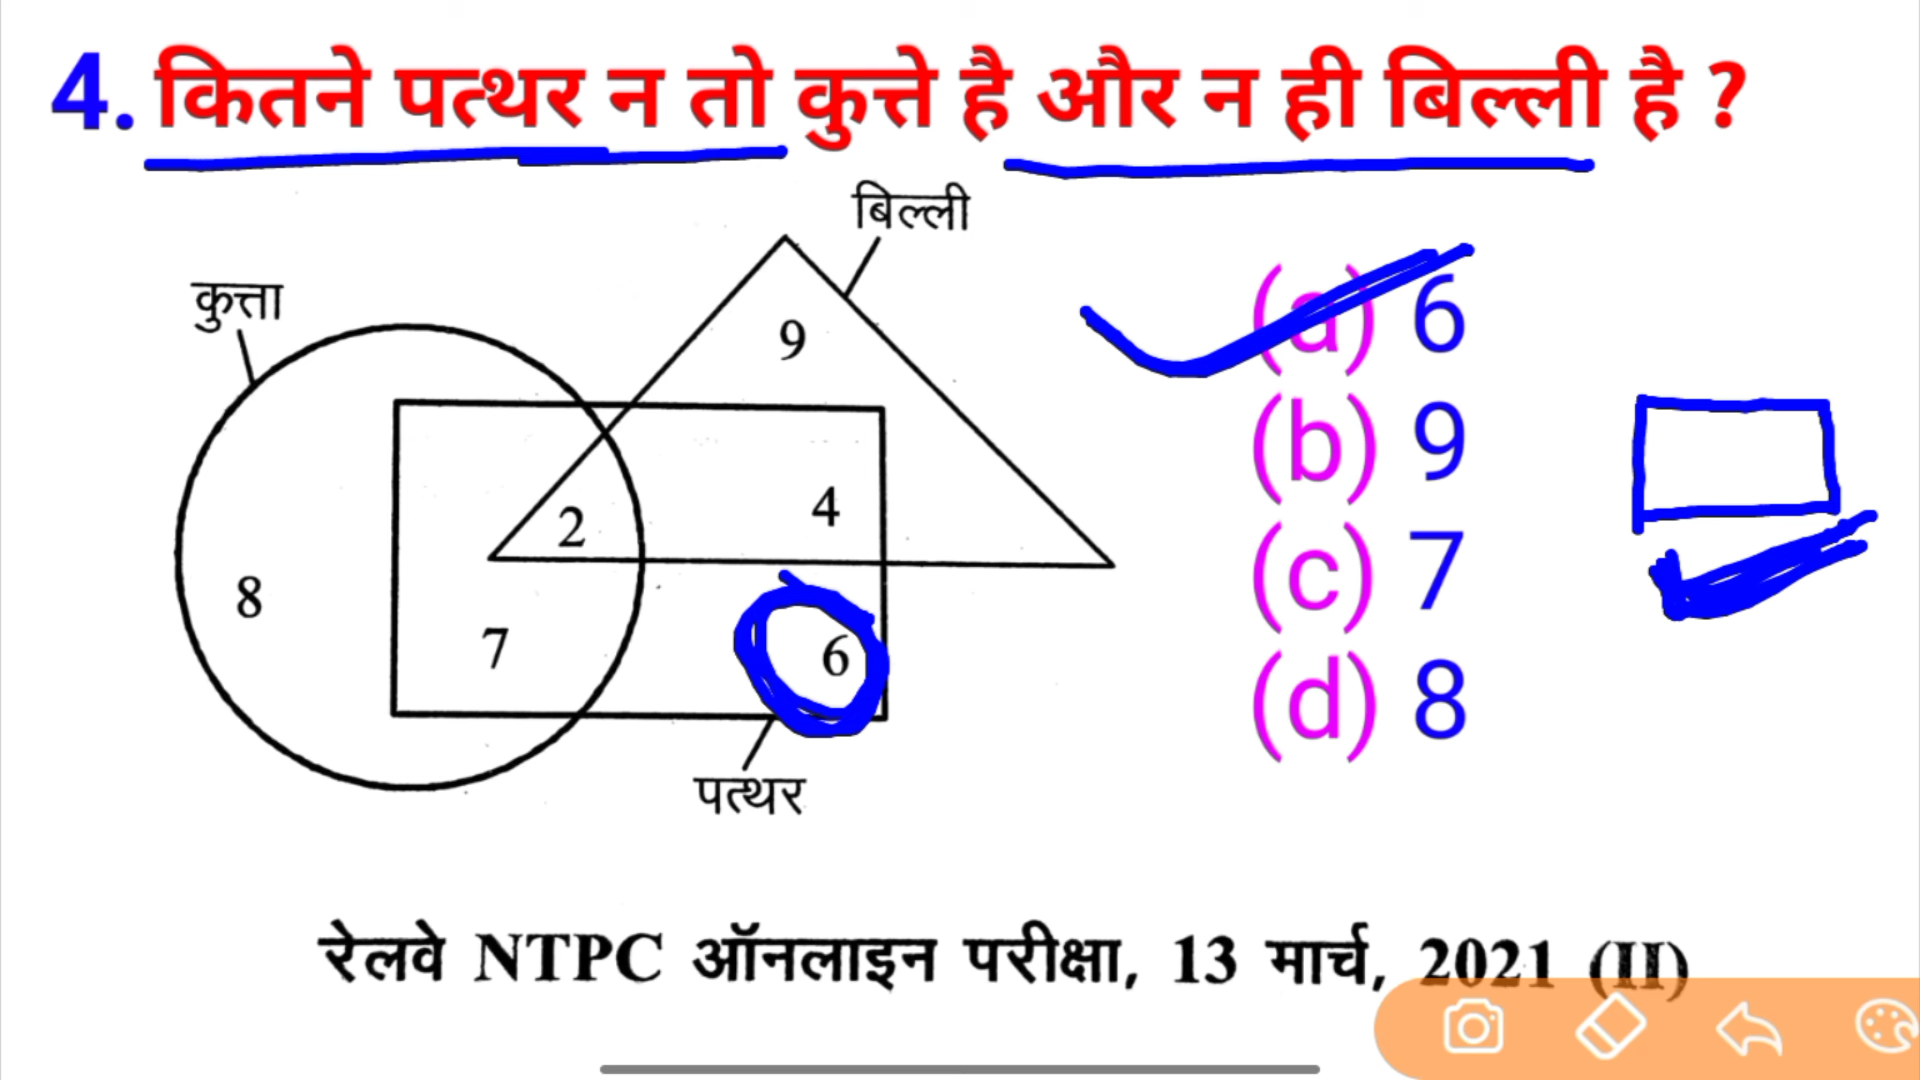 4. कितने पत्थर न तो कुत्ते है और न ही बिल्ली है ?
बिल्ली
कुत्ता
9
2
4
8
7
6
पत्थर
(a) 6
(b) 9
(c) 7
(d) 8
रेलवे NTPC ऑनलाइन परीक्षा, 13 मार्च, 2021 (II)